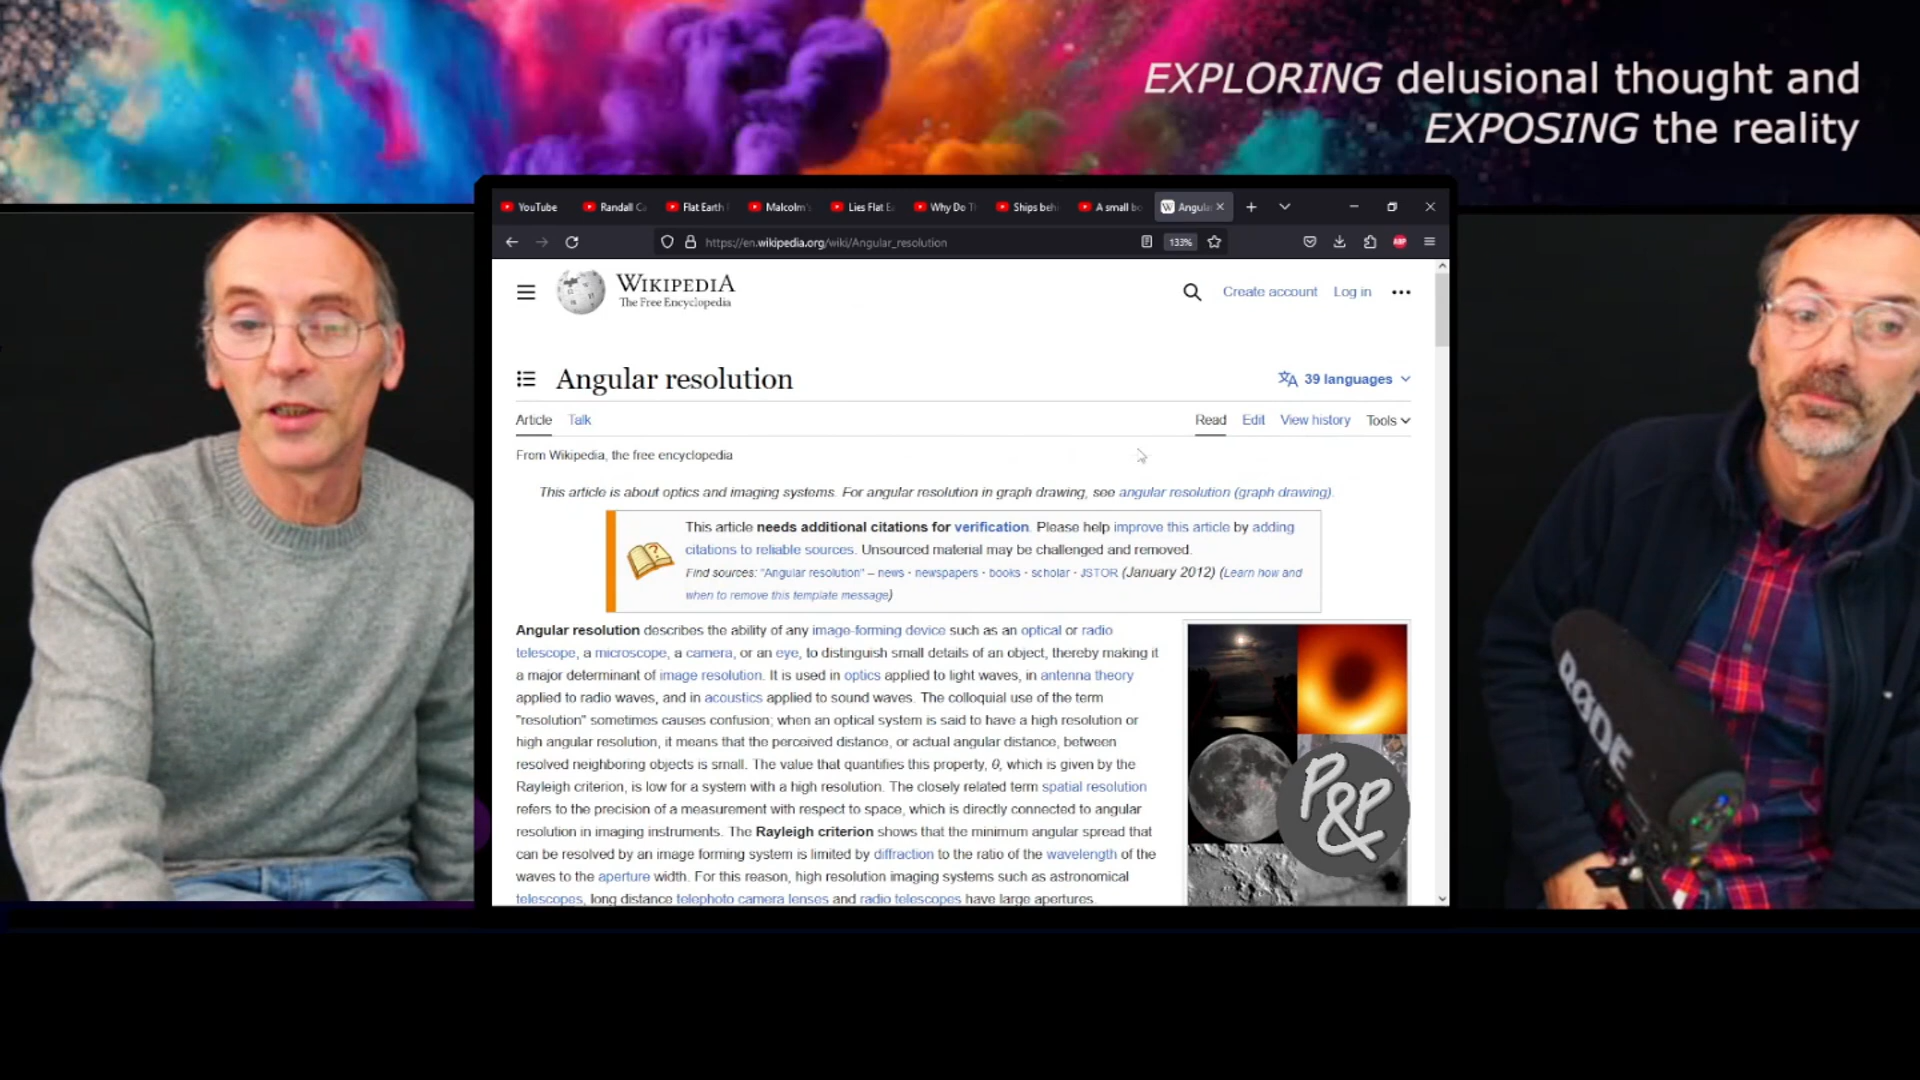 EXPLORING delusional thought and
EXPOSING the reality
YouTube Randall Ca Flat Earth Malcolm's Lies Flat E Why Do T Ships beh A small bo Angula
https://en.wikipedia.org/wiki/Angular_resolution 133%
WIKIPEDIA
The Free Encyclopedia
Create account Log in
Angular resolution
39 languages
Article Talk Read Edit View history Tools
From Wikipedia, the free encyclopedia
This article is about optics and imaging systems. For angular resolution in graph drawing, see angular resolution (graph drawing).
This article needs additional citations for verification. Please help improve this article by adding
citations to reliable sources. Unsourced material may be challenged and removed.
Find sources: "Angular resolution" – news · newspapers · books · scholar · JSTOR (January 2012) (Learn how and
when to remove this template message)
Angular resolution describes the ability of any image-forming device such as an optical or radio
telescope, a microscope, a camera, or an eye, to distinguish small details of an object, thereby making it
a major determinant of image resolution. It is used in optics applied to light waves, in antenna theory
applied to radio waves, and in acoustics applied to sound waves. The colloquial use of the term
"resolution" sometimes causes confusion; when an optical system is said to have a high resolution or
high angular resolution, it means that the perceived distance, or actual angular distance, between
resolved neighboring objects is small. The value that quantifies this property, θ, which is given by the
Rayleigh criterion, is low for a system with a high resolution. The closely related term spatial resolution
refers to the precision of a measurement with respect to space, which is directly connected to angular
resolution in imaging instruments. The Rayleigh criterion shows that the minimum angular spread that
can be resolved by an image forming system is limited by diffraction to the ratio of the wavelength of the
waves to the aperture width. For this reason, high resolution imaging systems such as astronomical
telescopes, long distance telephoto camera lenses and radio telescopes have large apertures.
P&P
RØDE